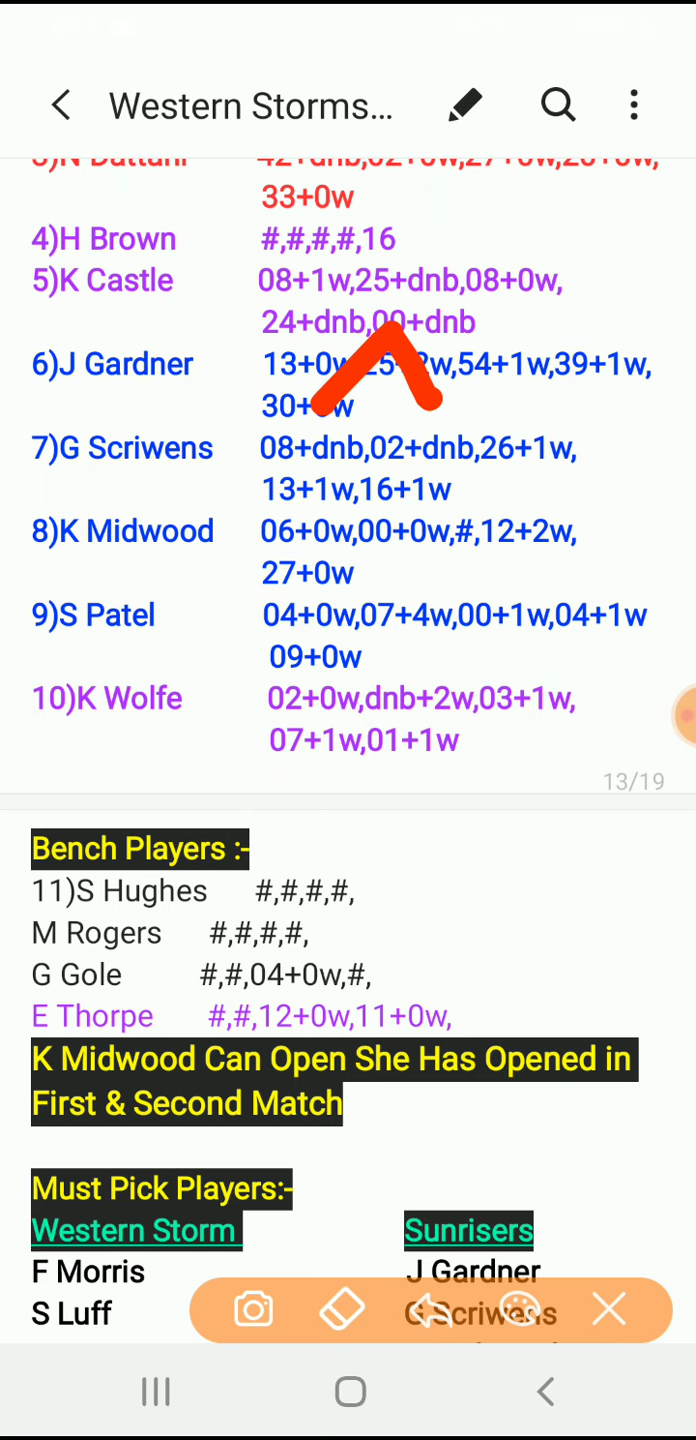 Western Storms...
33+0w
4)H Brown #,#,#,#,16
5)K Castle 08+1w,25+dnb,08+0w,
24+dnb,00+dnb
6)J Gardner 13+0w,25+2w,54+1w,39+1w,
7)G Scriwens 08+dnb,02+dnb,26+1w,
13+1w,16+1w
8)K Midwood 06+0w,00+0w,#,12+2w,
27+0w
9)S Patel 04+0w,07+4w,00+1w,04+1w
09+0w
10)K Wolfe 02+0w,dnb+2w,03+1w,
07+1w,01+1w
13/19
Bench Players :-
11)S Hughes #,#,#,#,
M Rogers #,#,#,#,
G Gole #,#,04+0w,#,
E Thorpe #,#,12+0w,11+0w,
K Midwood Can Open She Has Opened in
First & Second Match
Must Pick Players:-
Western Storm Sunrisers
F Morris J Gardner
S Luff G Scriwens